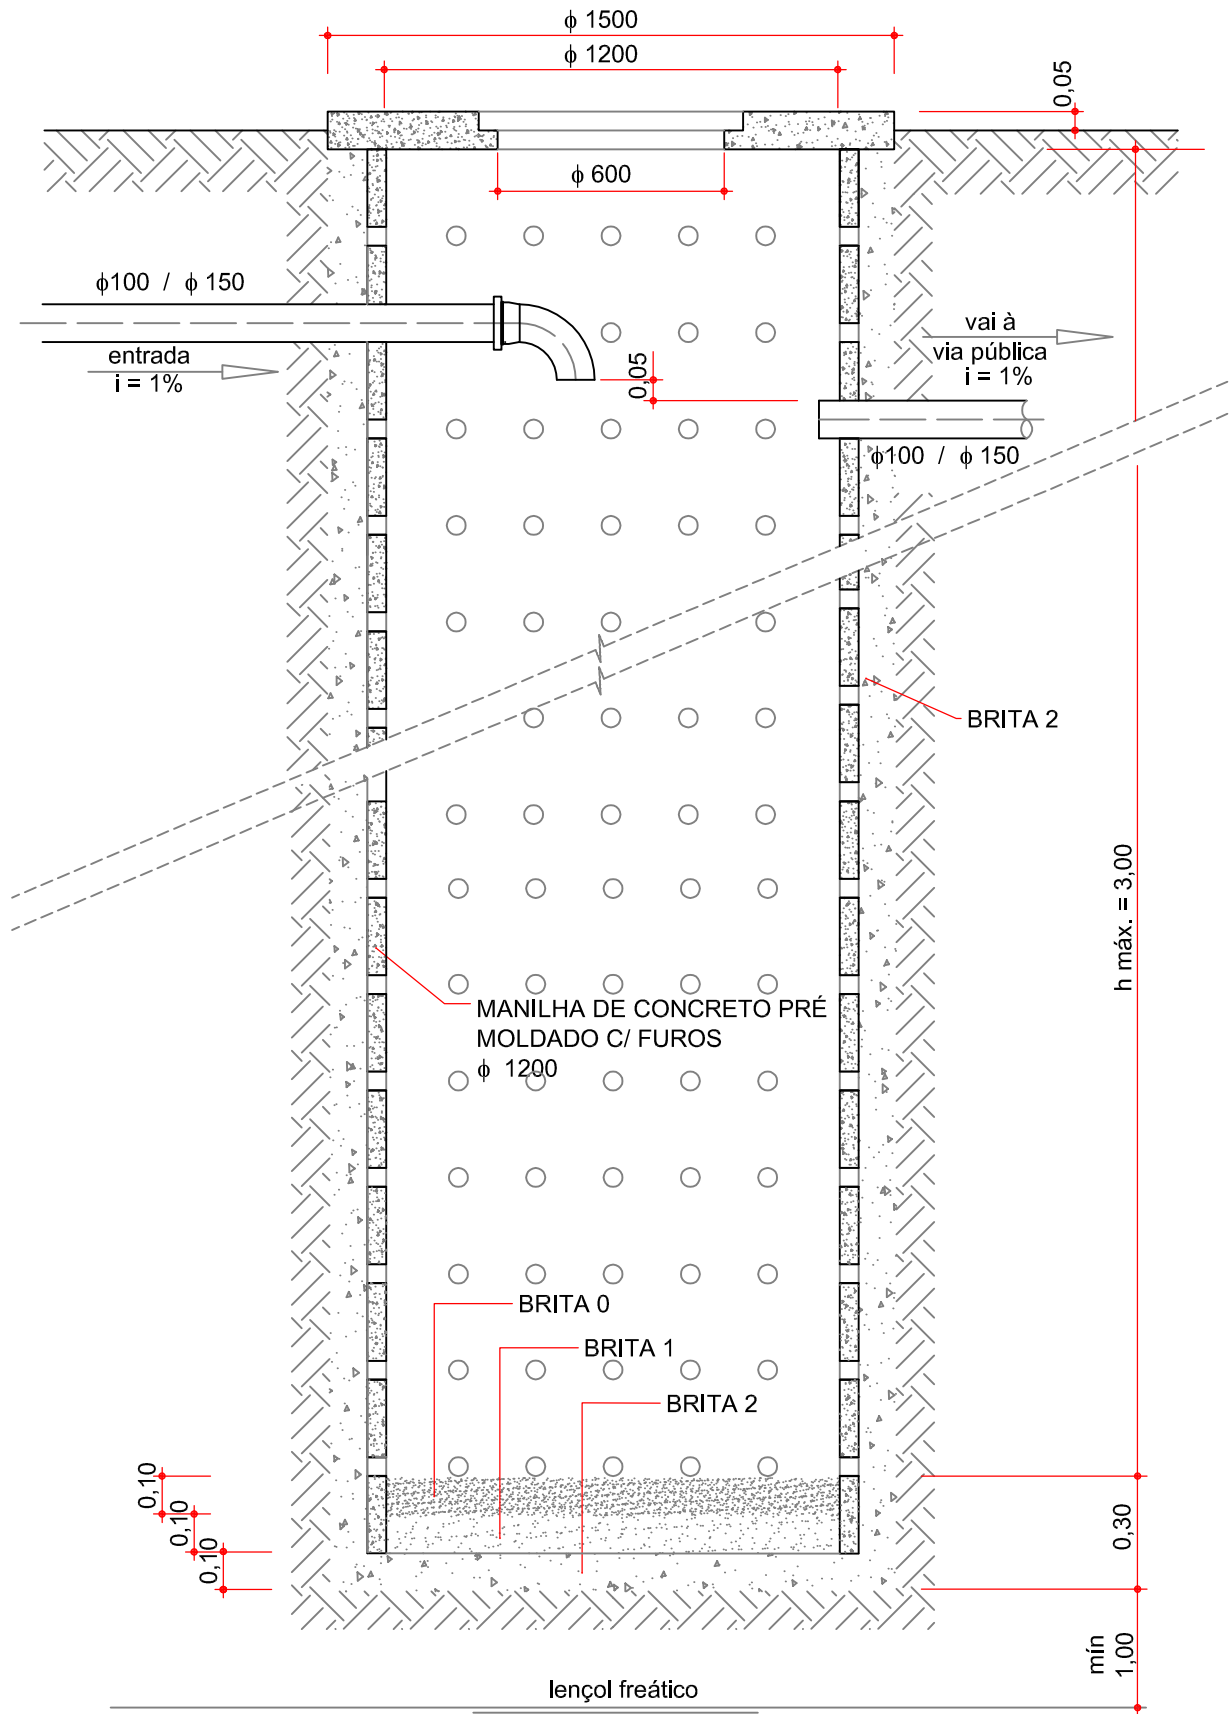 ϕ 1500
ϕ 1200
0,05
ϕ 600
ϕ100 / ϕ 150
entrada
i = 1%
vai à
via pública
i = 1%
0,05
ϕ100 / ϕ 150
BRITA 2
h máx. = 3,00
MANILHA DE CONCRETO PRÉ
MOLDADO C/ FUROS
ϕ 1200
BRITA 0
BRITA 1
BRITA 2
0,10
0,10
0,10
0,30
mín
1,00
lençol freático